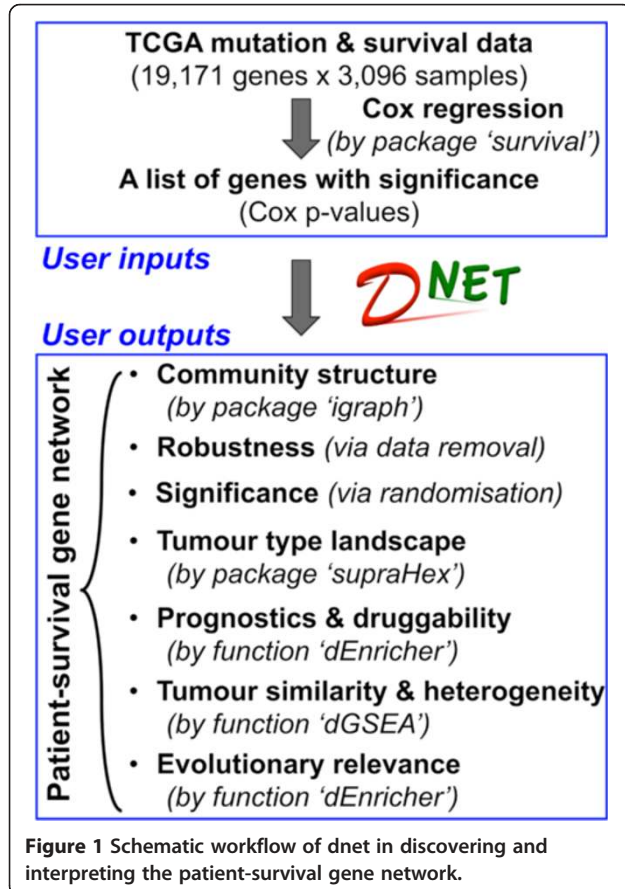 TCGA mutation & survival data
(19,171 genes x 3,096 samples)
Cox regression
(by package ‘survival’)
A list of genes with significance
(Cox p-values)
User inputs
DNET
User outputs
Patient-survival gene network
• Community structure
(by package ‘igraph’)
• Robustness (via data removal)
• Significance (via randomisation)
• Tumour type landscape
(by package ‘supraHex’)
• Prognostics & druggability
(by function ‘dEnricher’)
• Tumour similarity & heterogeneity
(by function ‘dGSEA’)
• Evolutionary relevance
(by function ‘dEnricher’)
Figure 1 Schematic workflow of dnet in discovering and
interpreting the patient-survival gene network.